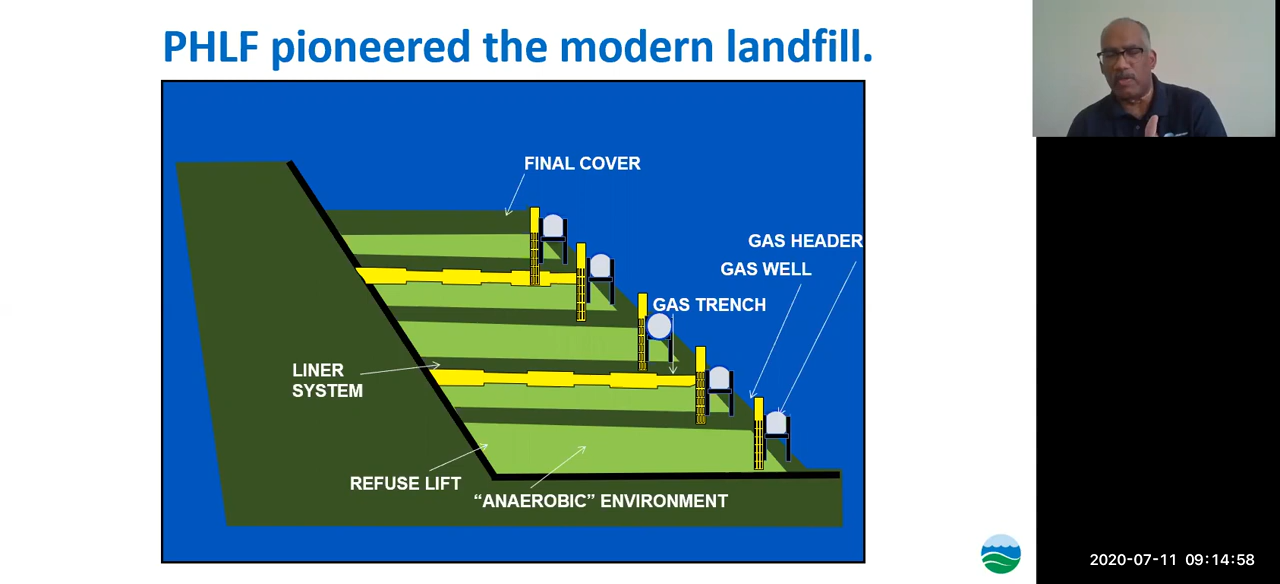 PHLF pioneered the modern landfill.
FINAL COVER
GAS HEADER
GAS WELL
GAS TRENCH
LINER
SYSTEM
REFUSE LIFT
“ANAEROBIC” ENVIRONMENT
2020-07-11 09:14:58